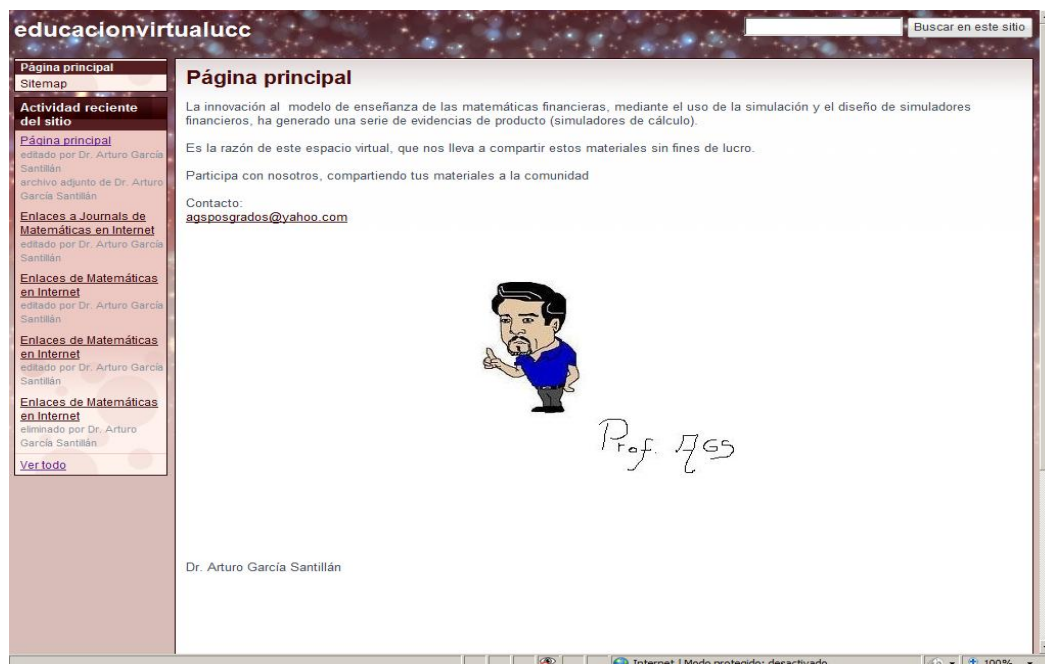 educacionvirtualucc
Buscar en este sitio
Página principal
Sitemap
Actividad reciente
del sitio
Página principal
editado por Dr. Arturo García
Santillán
archivo adjunto de Dr. Arturo
García Santillán
Enlaces a Journals de
Matemáticas en Internet
editado por Dr. Arturo García
Santillán
Enlaces de Matemáticas
en Internet
editado por Dr. Arturo García
Santillán
Enlaces de Matemáticas
en Internet
editado por Dr. Arturo García
Santillán
Enlaces de Matemáticas
en Internet
eliminado por Dr. Arturo
García Santillán
Ver todo
Página principal
La innovación al modelo de enseñanza de las matemáticas financieras, mediante el uso de la simulación y el diseño de simuladores
financieros, ha generado una serie de evidencias de producto (simuladores de cálculo).
Es la razón de este espacio virtual, que nos lleva a compartir estos materiales sin fines de lucro.
Participa con nosotros, compartiendo tus materiales a la comunidad
Contacto:
agsposgrados@yahoo.com
Prof. AGS
Dr. Arturo García Santillán
Internet | Modo protegido: desactivado
100%